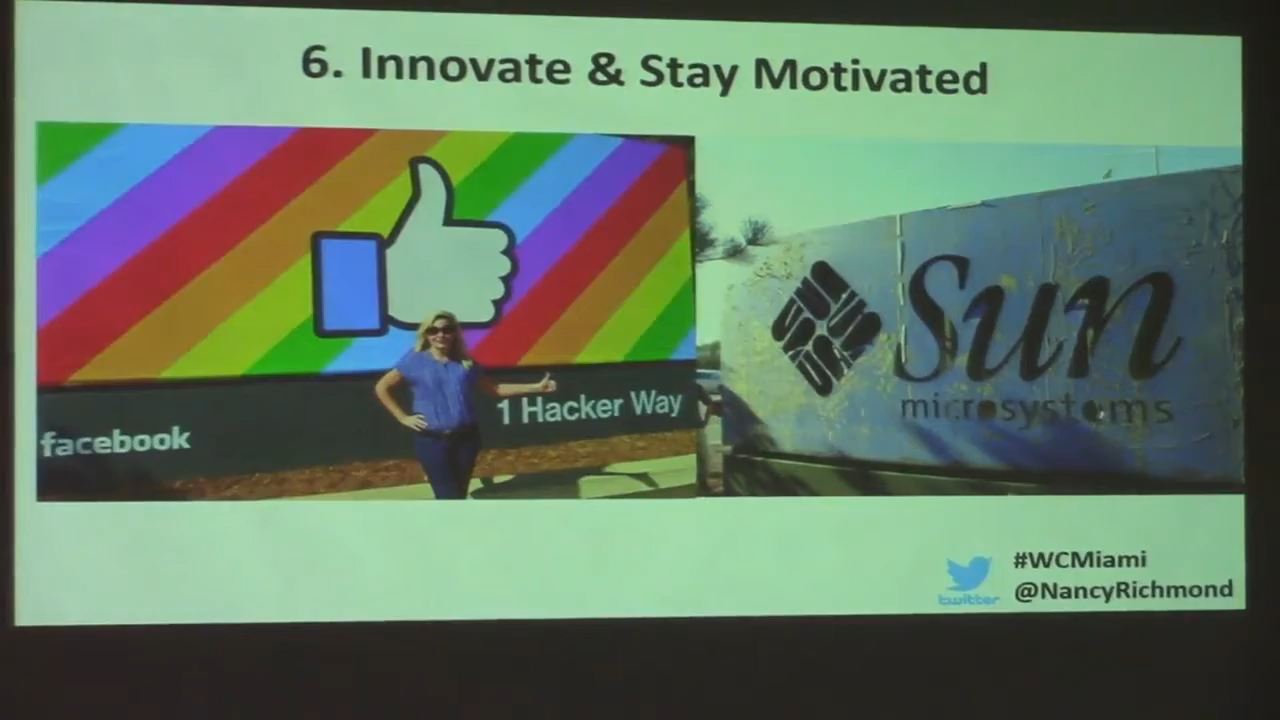 6. Innovate & Stay Motivated
facebook
1 Hacker Way
Sun
microsystems
twitter
#WCMiami
@NancyRichmond